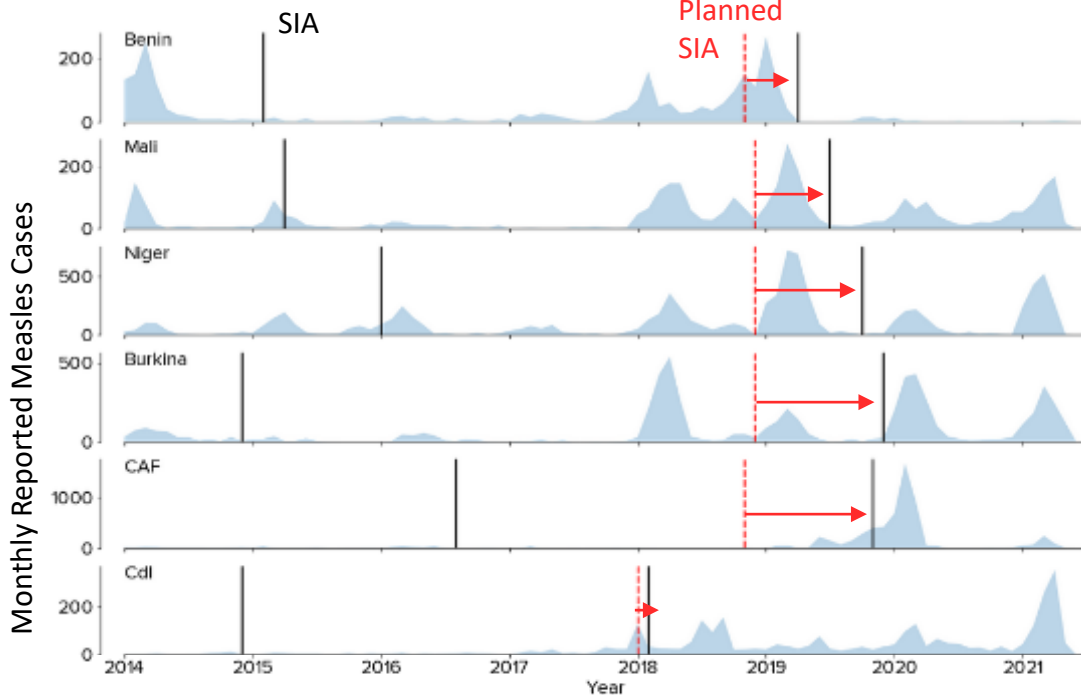 SIA
Planned
SIA
Monthly Reported Measles Cases
Benin
200
0
Mali
200
0
Niger
500
0
Burkina
500
0
CAF
1000
0
CdI
200
0
2014 2015 2016 2017 2018 2019 2020 2021
Year